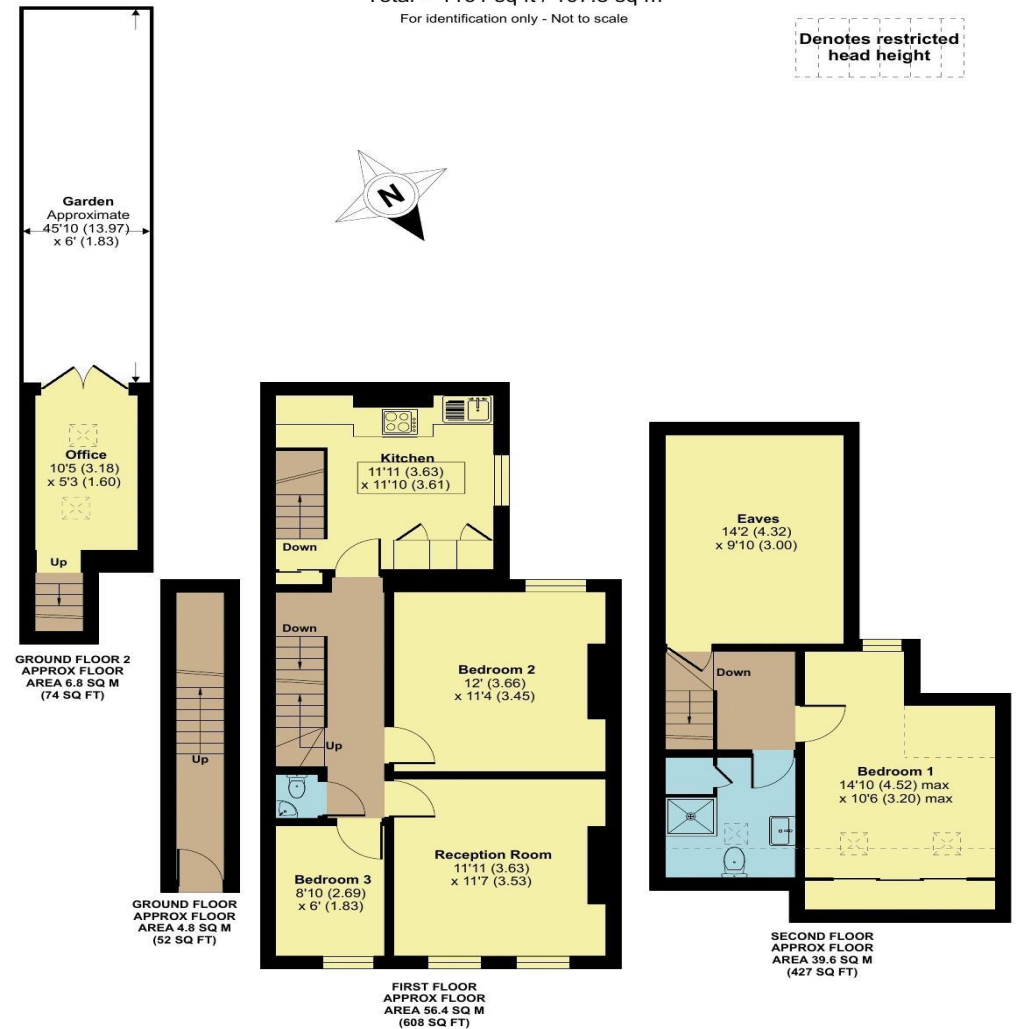 For identification only - Not to scale
Denotes restricted
head height
N
Garden
Approximate
45'10 (13.97)
x 6' (1.83)
Office
10'5 (3.18)
x 5'3 (1.60)
Up
GROUND FLOOR 2
APPROX FLOOR
AREA 6.8 SQ M
(74 SQ FT)
Up
GROUND FLOOR
APPROX FLOOR
AREA 4.8 SQ M
(52 SQ FT)
Kitchen
11'11 (3.63)
x 11'10 (3.61)
Down
Down
Up
Bedroom 2
12' (3.66)
x 11'4 (3.45)
Reception Room
11'11 (3.63)
x 11'7 (3.53)
Bedroom 3
8'10 (2.69)
x 6' (1.83)
FIRST FLOOR
APPROX FLOOR
AREA 56.4 SQ M
(608 SQ FT)
Eaves
14'2 (4.32)
x 9'10 (3.00)
Down
Bedroom 1
14'10 (4.52) max
x 10'6 (3.20) max
SECOND FLOOR
APPROX FLOOR
AREA 39.6 SQ M
(427 SQ FT)